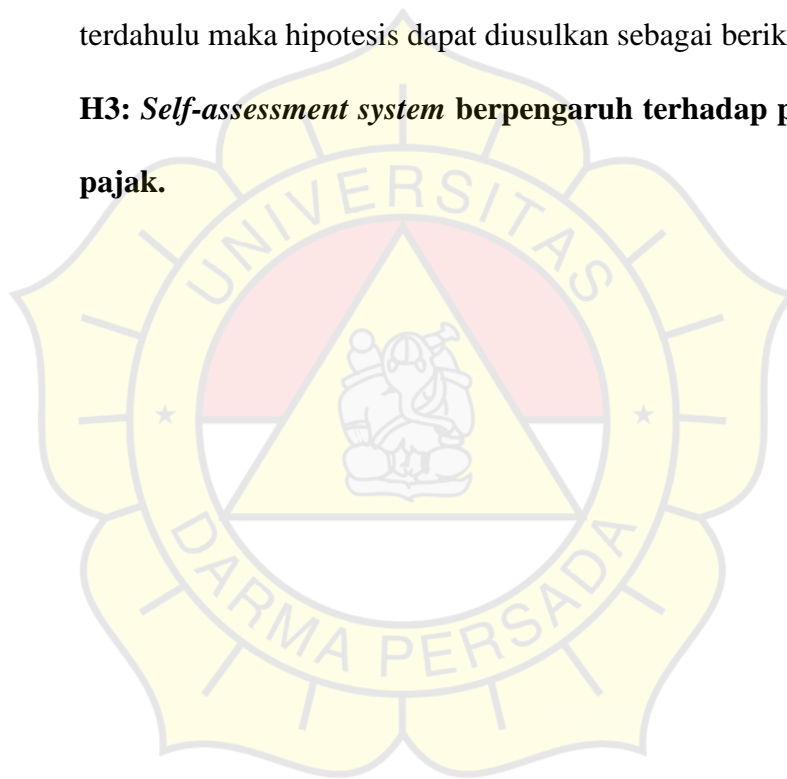 terdahulu maka hipotesis dapat diusulkan sebagai berik
H3: Self-assessment system berpengaruh terhadap p
pajak.
UNIVERSITAS
DARMA PERSADA